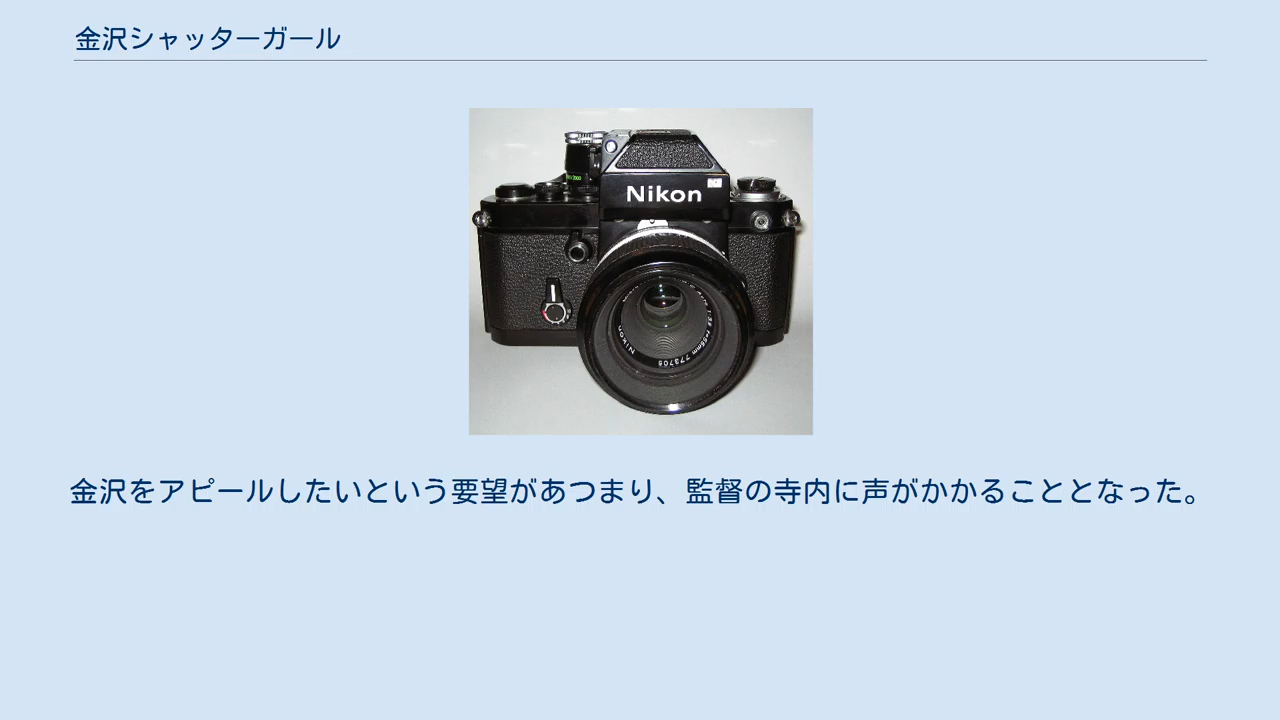 金沢シャッターガール
Nikon
金沢をアピールしたいという要望があつまり、監督の寺内に声がかかることとなった。